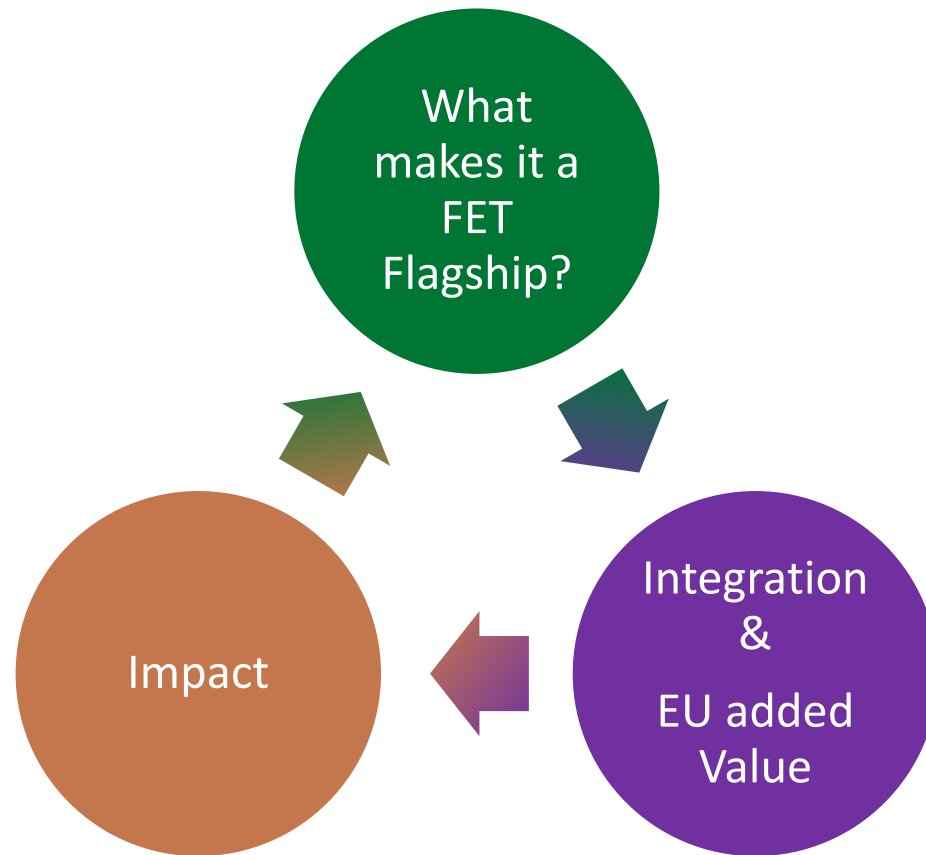 What
makes it a
FET
Flagship?
Integration
&
EU added
Value
Impact